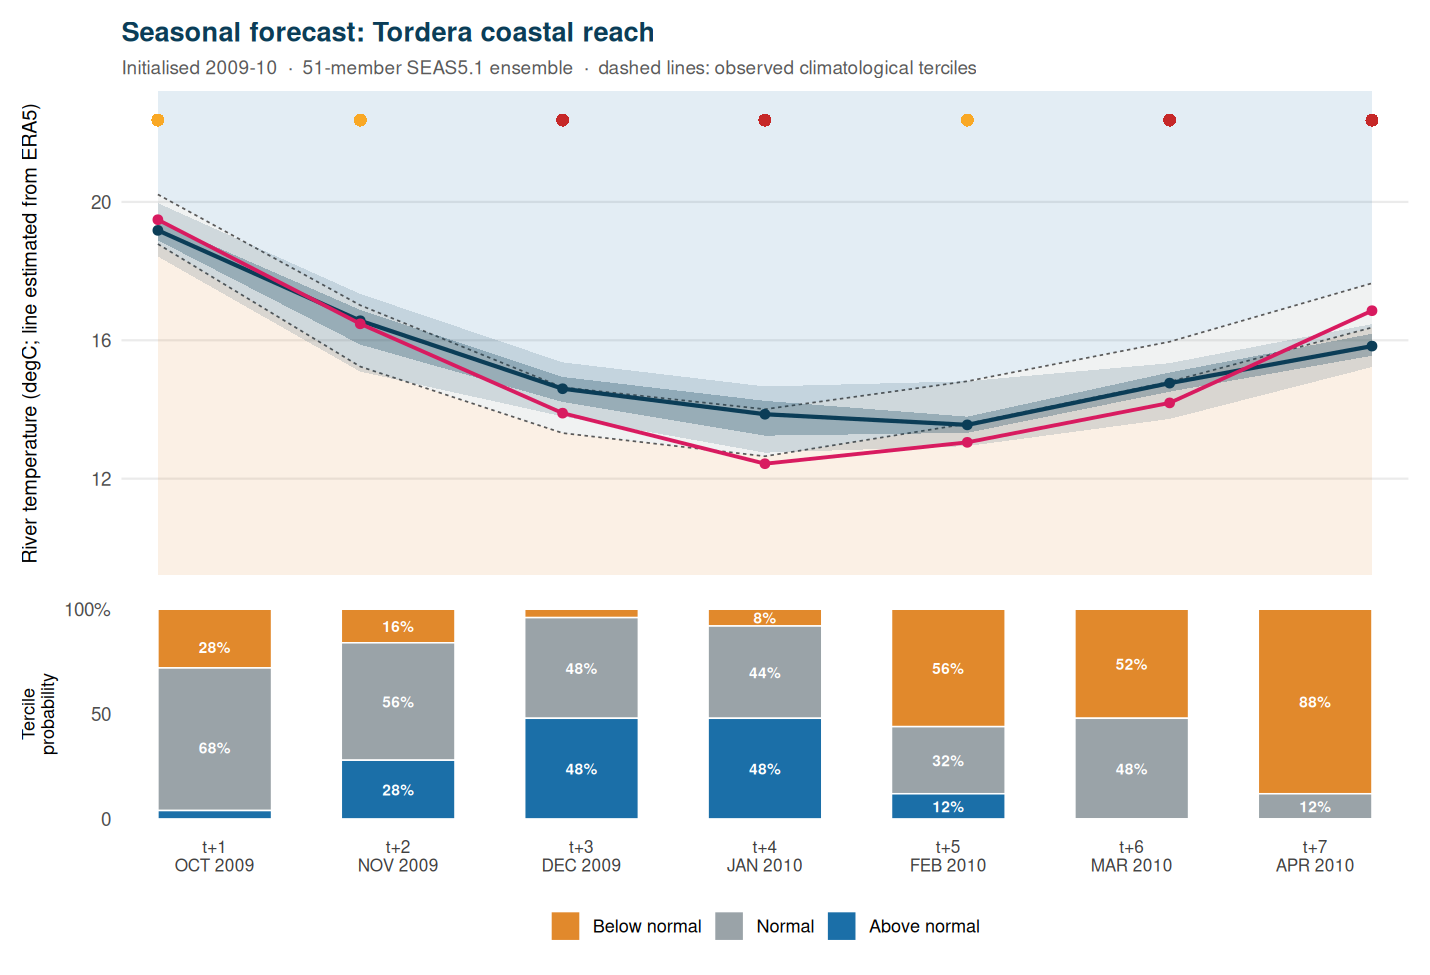 Seasonal forecast: Tordera coastal reach
Initialised 2009-10 · 51-member SEAS5.1 ensemble · dashed lines: observed climatological terciles
River temperature (degC; line estimated from ERA5)
20
16
12
Tercile
probability
100%
50
0
28%
68%
16%
56%
28%
48%
48%
8%
44%
48%
56%
32%
12%
52%
48%
88%
12%
t+1
OCT 2009
t+2
NOV 2009
t+3
DEC 2009
t+4
JAN 2010
t+5
FEB 2010
t+6
MAR 2010
t+7
APR 2010
Below normal
Normal
Above normal